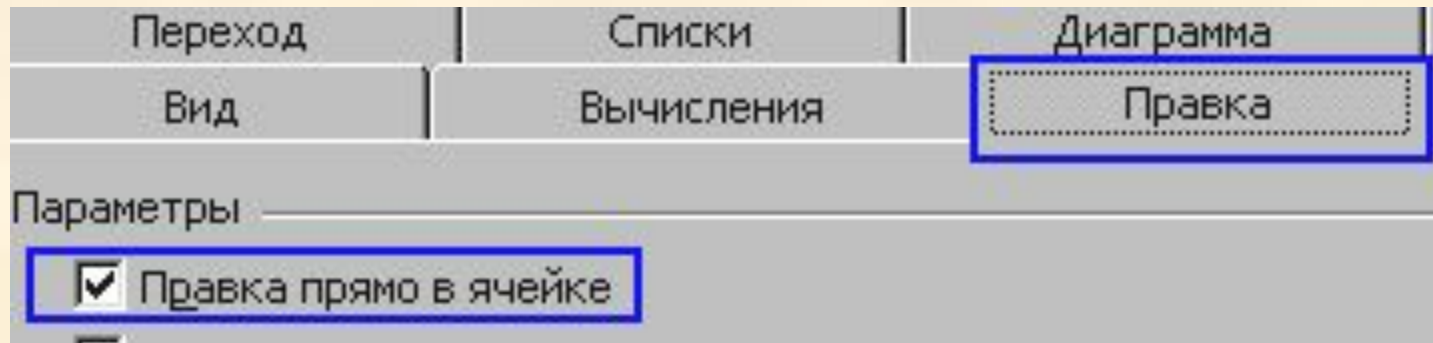 Переход Списки Диаграмма
Вид Вычисления Правка
Параметры
Правка прямо в ячейке